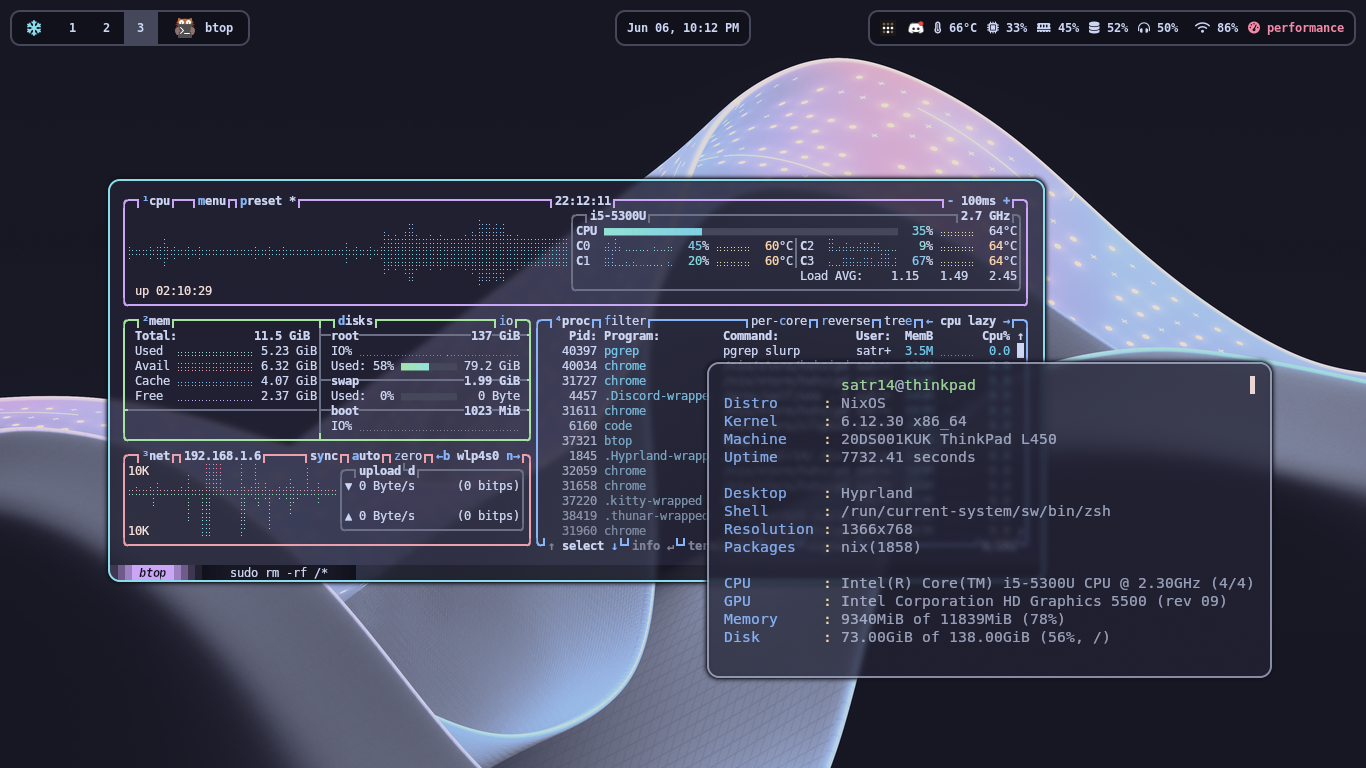 1 2 3 btop
Jun 06, 10:12 PM
66°C 33% 45% 52% 50% 86% performance
¹cpu menu preset * 22:12:11 - 100ms +
i5-5300U 2.7 GHz
CPU 35% 64°C
C0 45% 60°C C2 9% 64°C
C1 20% 60°C C3 67% 64°C
Load AVG: 1.15 1.49 2.45
up 02:10:29
²mem disks io
Total: 11.5 GiB
Used 5.23 GiB
Avail 6.32 GiB
Cache 4.07 GiB
Free 2.37 GiB
root 137 GiB
IO%
Used: 58% 79.2 GiB
swap 1.99 GiB
Used: 0% 0 Byte
boot 1023 MiB
IO%
³net 192.168.1.6 sync auto zero ←b wlp4s0 n→
10K
upload d
▼ 0 Byte/s (0 bitps)
▲ 0 Byte/s (0 bitps)
10K
⁴proc filter per-core reverse tree ← cpu lazy →
Pid: Program: Command: User: MemB Cpu% ↑
40397 pgrep pgrep slurp satr+ 3.5M 0.0
40034 chrome
31727 chrome
4457 .Discord-wrappe
31611 chrome
6160 code
37321 btop
1845 .Hyprland-wrapp
32059 chrome
31658 chrome
37220 .kitty-wrapped
38419 .thunar-wrapped
31960 chrome
↑ select ↓ info ↵ ter
btop sudo rm -rf /*
satr14@thinkpad
Distro : NixOS
Kernel : 6.12.30 x86_64
Machine : 20DS001KUK ThinkPad L450
Uptime : 7732.41 seconds
Desktop : Hyprland
Shell : /run/current-system/sw/bin/zsh
Resolution : 1366x768
Packages : nix(1858)
CPU : Intel(R) Core(TM) i5-5300U CPU @ 2.30GHz (4/4)
GPU : Intel Corporation HD Graphics 5500 (rev 09)
Memory : 9340MiB of 11839MiB (78%)
Disk : 73.00GiB of 138.00GiB (56%, /)